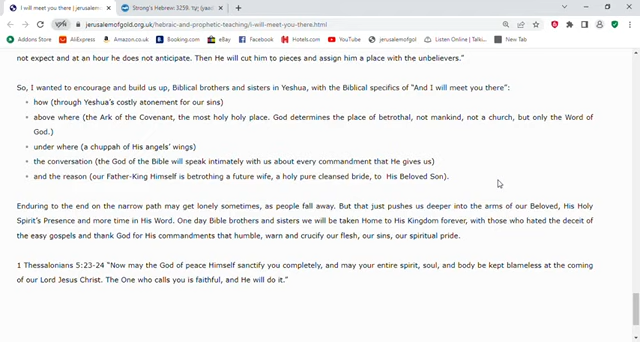 I will meet you there | jerusalem
Strong's Hebrew: 3259. יָעַד (yaad
jerusalemofgold.org.uk/hebraic-and-prophetic-teaching/i-will-meet-you-there.html
Addons Store AliExpress Amazon.co.uk Booking.com eBay Facebook Hotels.com YouTube jerusalemofgol Listen Online | Talki... New Tab
not expect and at an hour he does not anticipate. Then He will cut him to pieces and assign him a place with the unbelievers."
So, I wanted to encourage and build us up, Biblical brothers and sisters in Yeshua, with the Biblical specifics of "And I will meet you there":
• how (through Yeshua's costly atonement for our sins)
• above where (the Ark of the Covenant, the most holy holy place. God determines the place of betrothal, not mankind, not a church, but only the Word of
God.)
• under where (a chuppah of His angels' wings)
• the conversation (the God of the Bible will speak intimately with us about every commandment that He gives us)
• and the reason (our Father-King Himself is betrothing a future wife, a holy pure cleansed bride, to His Beloved Son).
Enduring to the end on the narrow path may get lonely sometimes, as people fall away. But that just pushes us deeper into the arms of our Beloved, His Holy
Spirit's Presence and more time in His Word. One day Bible brothers and sisters we will be taken Home to His Kingdom forever, with those who hated the deceit of
the easy gospels and thank God for His commandments that humble, warn and crucify our flesh, our sins, our spiritual pride.
1 Thessalonians 5:23-24 "Now may the God of peace Himself sanctify you completely, and may your entire spirit, soul, and body be kept blameless at the coming
of our Lord Jesus Christ. The One who calls you is faithful, and He will do it."